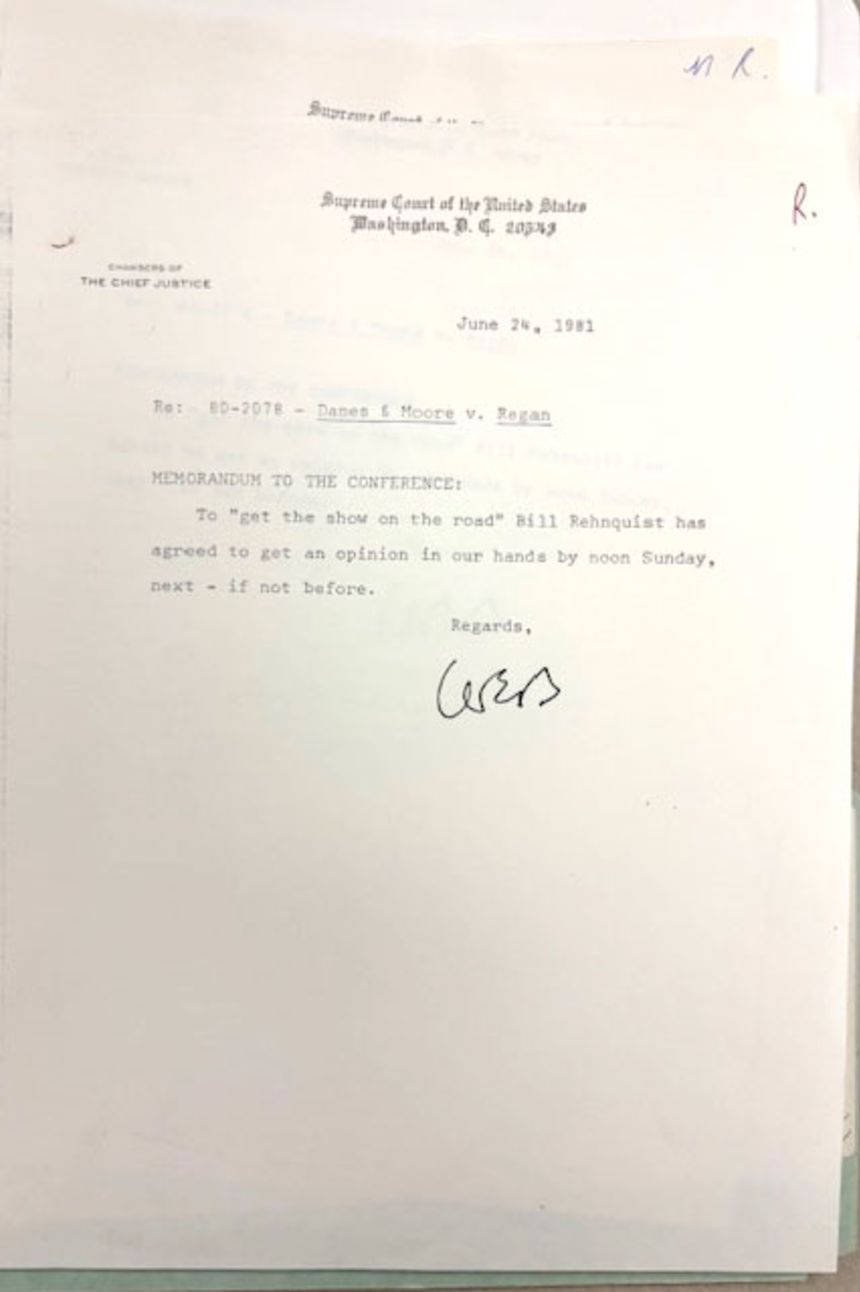 M R.
Supreme Court
Supreme Court of the United States
Washington, D. C. 20543
R.
CHAMBERS OF
THE CHIEF JUSTICE
June 24, 1981
Re: 80-2078 - Dames & Moore v. Regan
MEMORANDUM TO THE CONFERENCE:
To "get the show on the road" Bill Rehnquist has
agreed to get an opinion in our hands by noon Sunday,
next - if not before.
Regards,
WEB